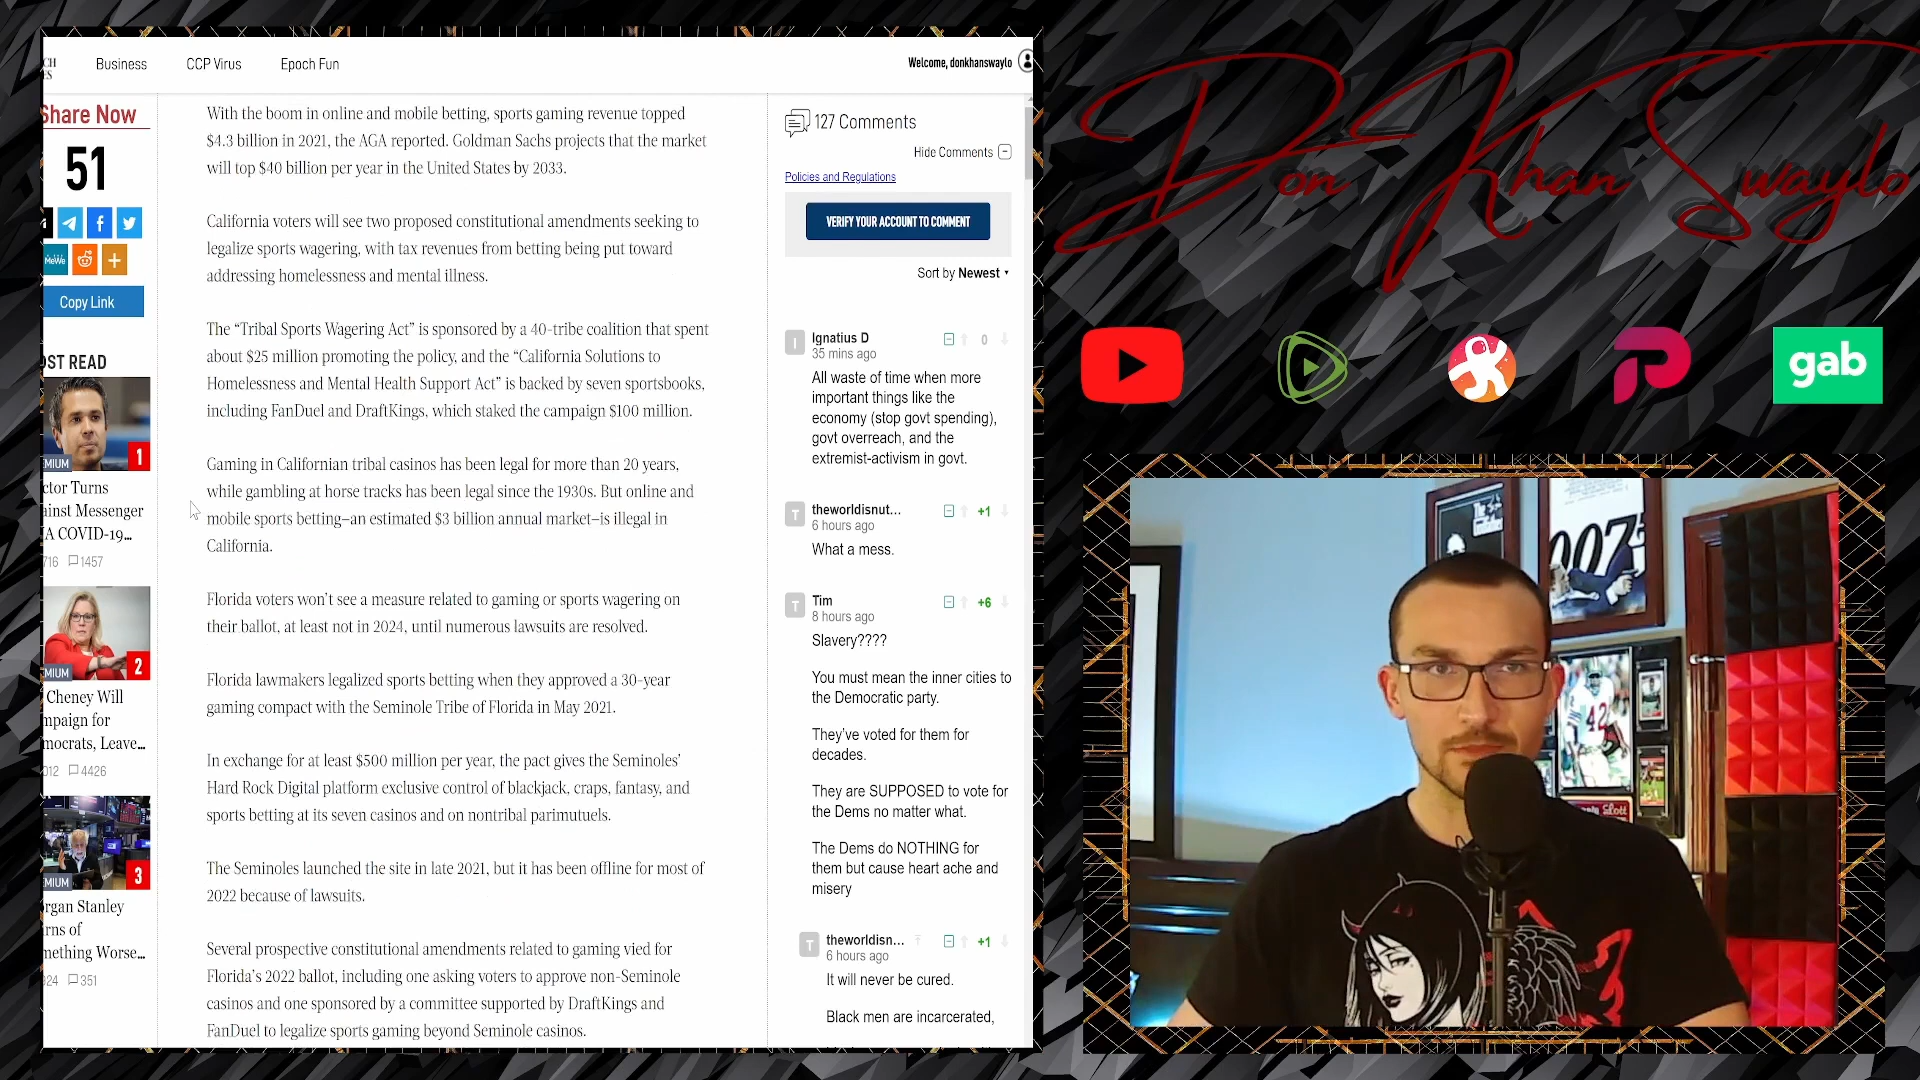 CH
ES
Business
CCP Virus
Epoch Fun
Welcome, donkhanswaylo
Share Now
51
MeWe
Copy Link
OST READ
MIUM
1
ctor Turns
ainst Messenger
A COVID-19...
716
1457
MIUM
2
Cheney Will
mpaign for
mocrats, Leave...
012
4426
MIUM
3
rgan Stanley
rns of
mething Worse...
924
351
With the boom in online and mobile betting, sports gaming revenue topped
$4.3 billion in 2021, the AGA reported. Goldman Sachs projects that the market
will top $40 billion per year in the United States by 2033.
California voters will see two proposed constitutional amendments seeking to
legalize sports wagering, with tax revenues from betting being put toward
addressing homelessness and mental illness.
The “Tribal Sports Wagering Act” is sponsored by a 40-tribe coalition that spent
about $25 million promoting the policy, and the “California Solutions to
Homelessness and Mental Health Support Act” is backed by seven sportsbooks,
including FanDuel and DraftKings, which staked the campaign $100 million.
Gaming in Californian tribal casinos has been legal for more than 20 years,
while gambling at horse tracks has been legal since the 1930s. But online and
mobile sports betting–an estimated $3 billion annual market–is illegal in
California.
Florida voters won’t see a measure related to gaming or sports wagering on
their ballot, at least not in 2024, until numerous lawsuits are resolved.
Florida lawmakers legalized sports betting when they approved a 30-year
gaming compact with the Seminole Tribe of Florida in May 2021.
In exchange for at least $500 million per year, the pact gives the Seminoles’
Hard Rock Digital platform exclusive control of blackjack, craps, fantasy, and
sports betting at its seven casinos and on nontribal parimutuels.
The Seminoles launched the site in late 2021, but it has been offline for most of
2022 because of lawsuits.
Several prospective constitutional amendments related to gaming vied for
Florida’s 2022 ballot, including one asking voters to approve non-Seminole
casinos and one sponsored by a committee supported by DraftKings and
FanDuel to legalize sports gaming beyond Seminole casinos.
127 Comments
Hide Comments
Policies and Regulations
VERIFY YOUR ACCOUNT TO COMMENT
Sort by Newest
I
Ignatius D
0
35 mins ago
All waste of time when more
important things like the
economy (stop govt spending),
govt overreach, and the
extremist-activism in govt.
T
theworldisnut...
+1
6 hours ago
What a mess.
T
Tim
+6
8 hours ago
Slavery????
You must mean the inner cities to
the Democratic party.
They’ve voted for them for
decades.
They are SUPPOSED to vote for
the Dems no matter what.
The Dems do NOTHING for
them but cause heart ache and
misery
T
theworldisn...
+1
6 hours ago
It will never be cured.
Black men are incarcerated,
Don Khan Swaylo
gab
007
42